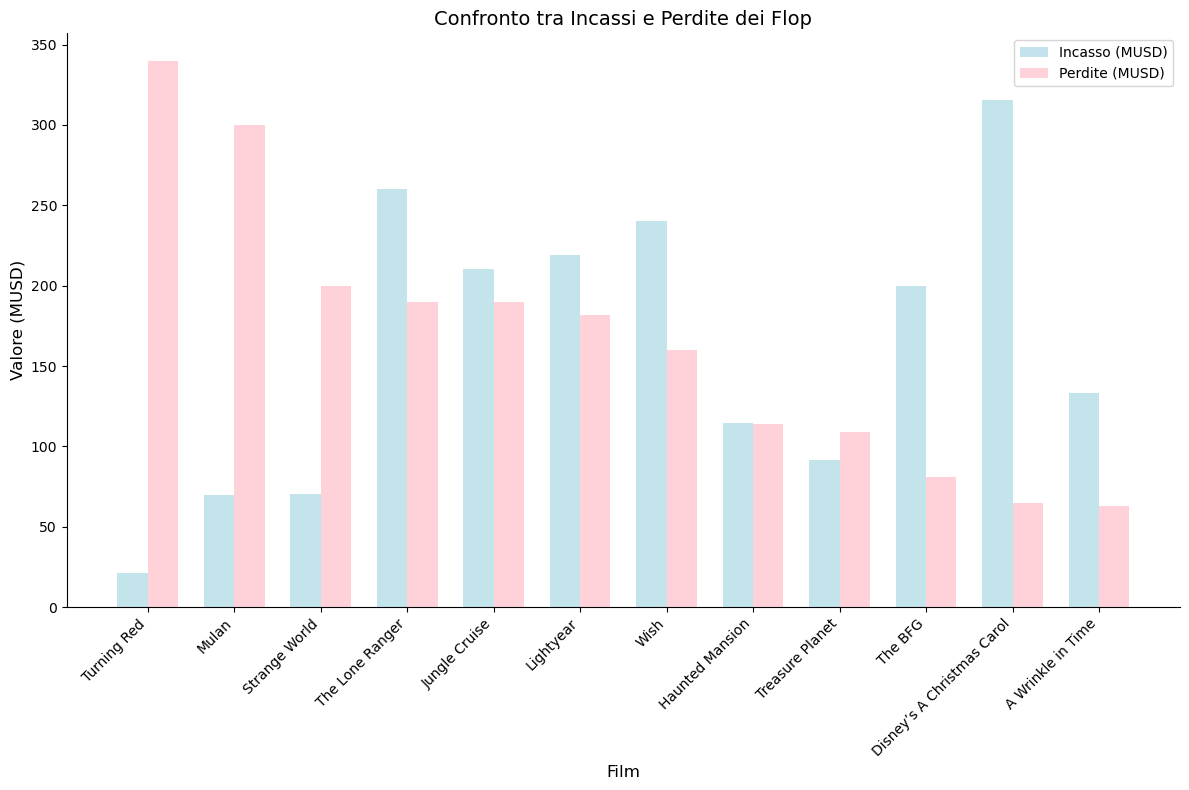 Confronto tra Incassi e Perdite dei Flop
Incasso (MUSD)
Perdite (MUSD)
Valore (MUSD)
350
300
250
200
150
100
50
0
Turning Red
Mulan
Strange World
The Lone Ranger
Jungle Cruise
Lightyear
Wish
Haunted Mansion
Treasure Planet
The BFG
Disney’s A Christmas Carol
A Wrinkle in Time
Film